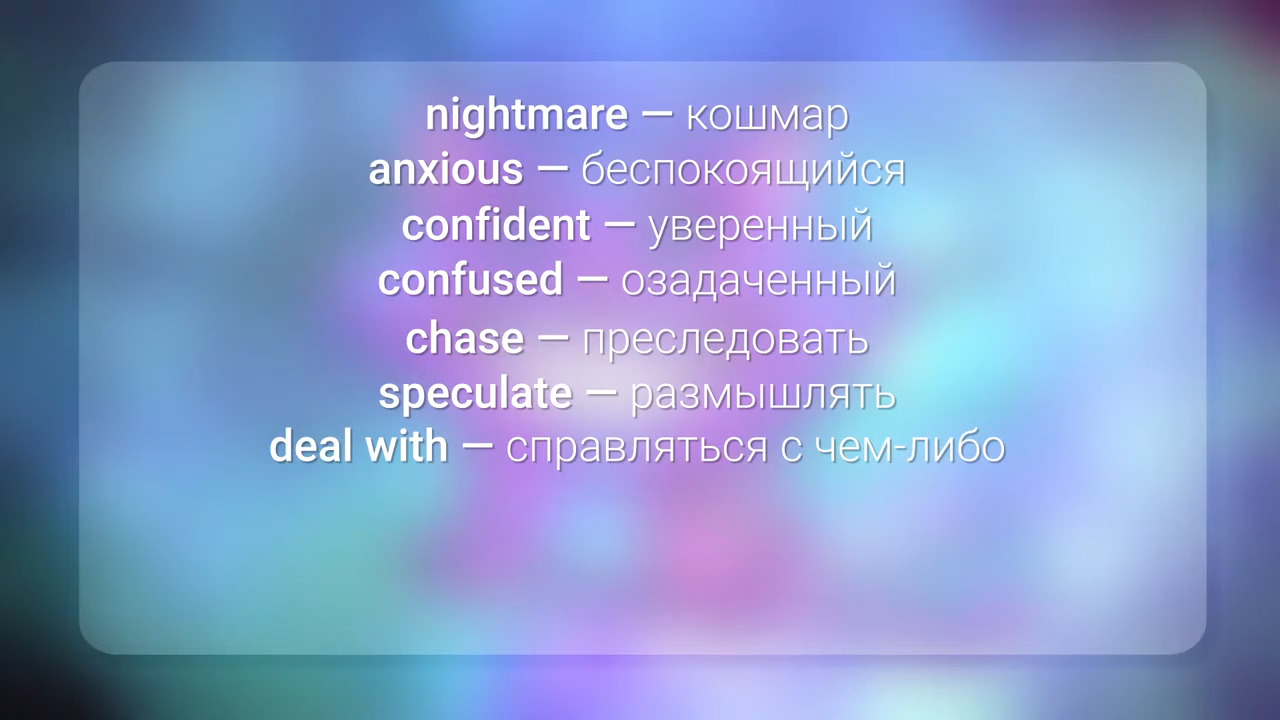 nightmare — кошмар
anxious — беспокоящийся
confident — уверенный
confused — озадаченный
chase — преследовать
speculate — размышлять
deal with — справляться с чем-либо